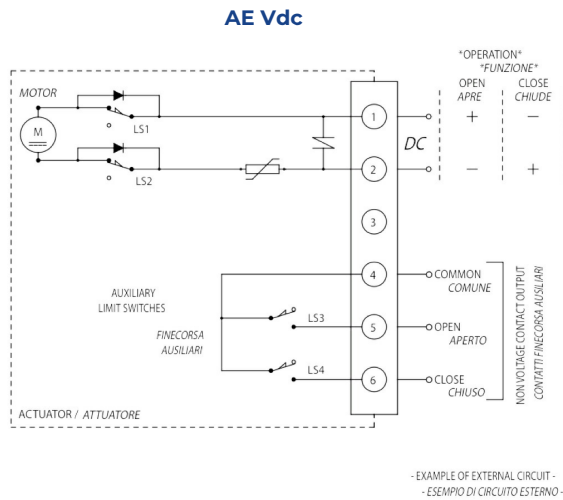 AE Vdc
*OPERATION*
*FUNZIONE*
OPEN CLOSE
APRE CHIUDE
MOTOR
M
LS1
1
DC
+ −
LS2
2
− +
3
4
COMMON
COMUNE
AUXILIARY
LIMIT SWITCHES
FINECORSA
AUSILIARI
LS3
5
OPEN
APERTO
LS4
6
CLOSE
CHIUSO
NON VOLTAGE CONTACT OUTPUT
CONTATTI FINECORSA AUSILIARI
ACTUATOR / ATTUATORE
- EXAMPLE OF EXTERNAL CIRCUIT -
- ESEMPIO DI CIRCUITO ESTERNO -